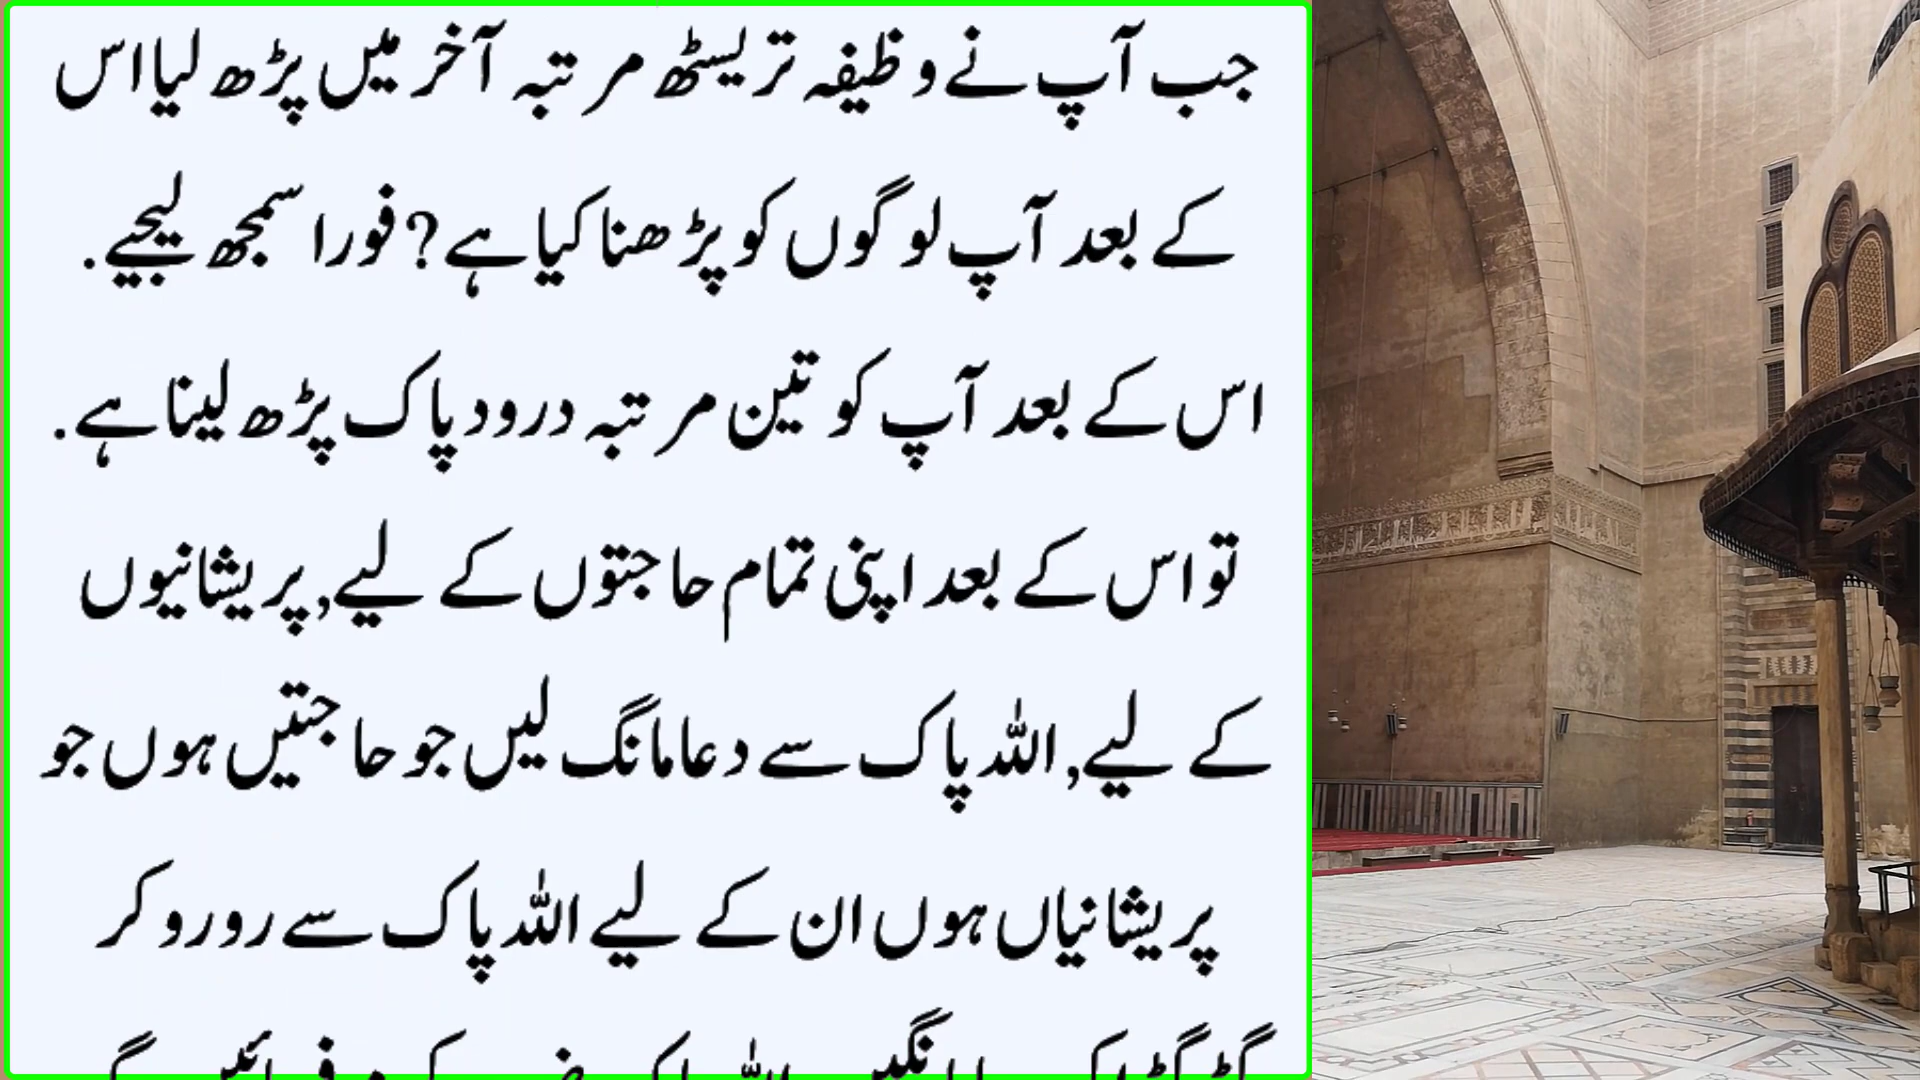 جب آپ نے وظیفہ تریسٹھ مرتبہ آخر میں پڑھ لیا اس
کے بعد آپ لوگوں کو پڑھنا کیا ہے? فورا سمجھ لیجیے.
اس کے بعد آپ کو تین مرتبہ درود پاک پڑھ لینا ہے.
تو اس کے بعد اپنی تمام حاجتوں کے لیے, پریشانیوں
کے لیے, اللہ پاک سے دعا مانگ لیں جو حاجتیں ہوں جو
پریشانیاں ہوں ان کے لیے اللہ پاک سے رو رو کر